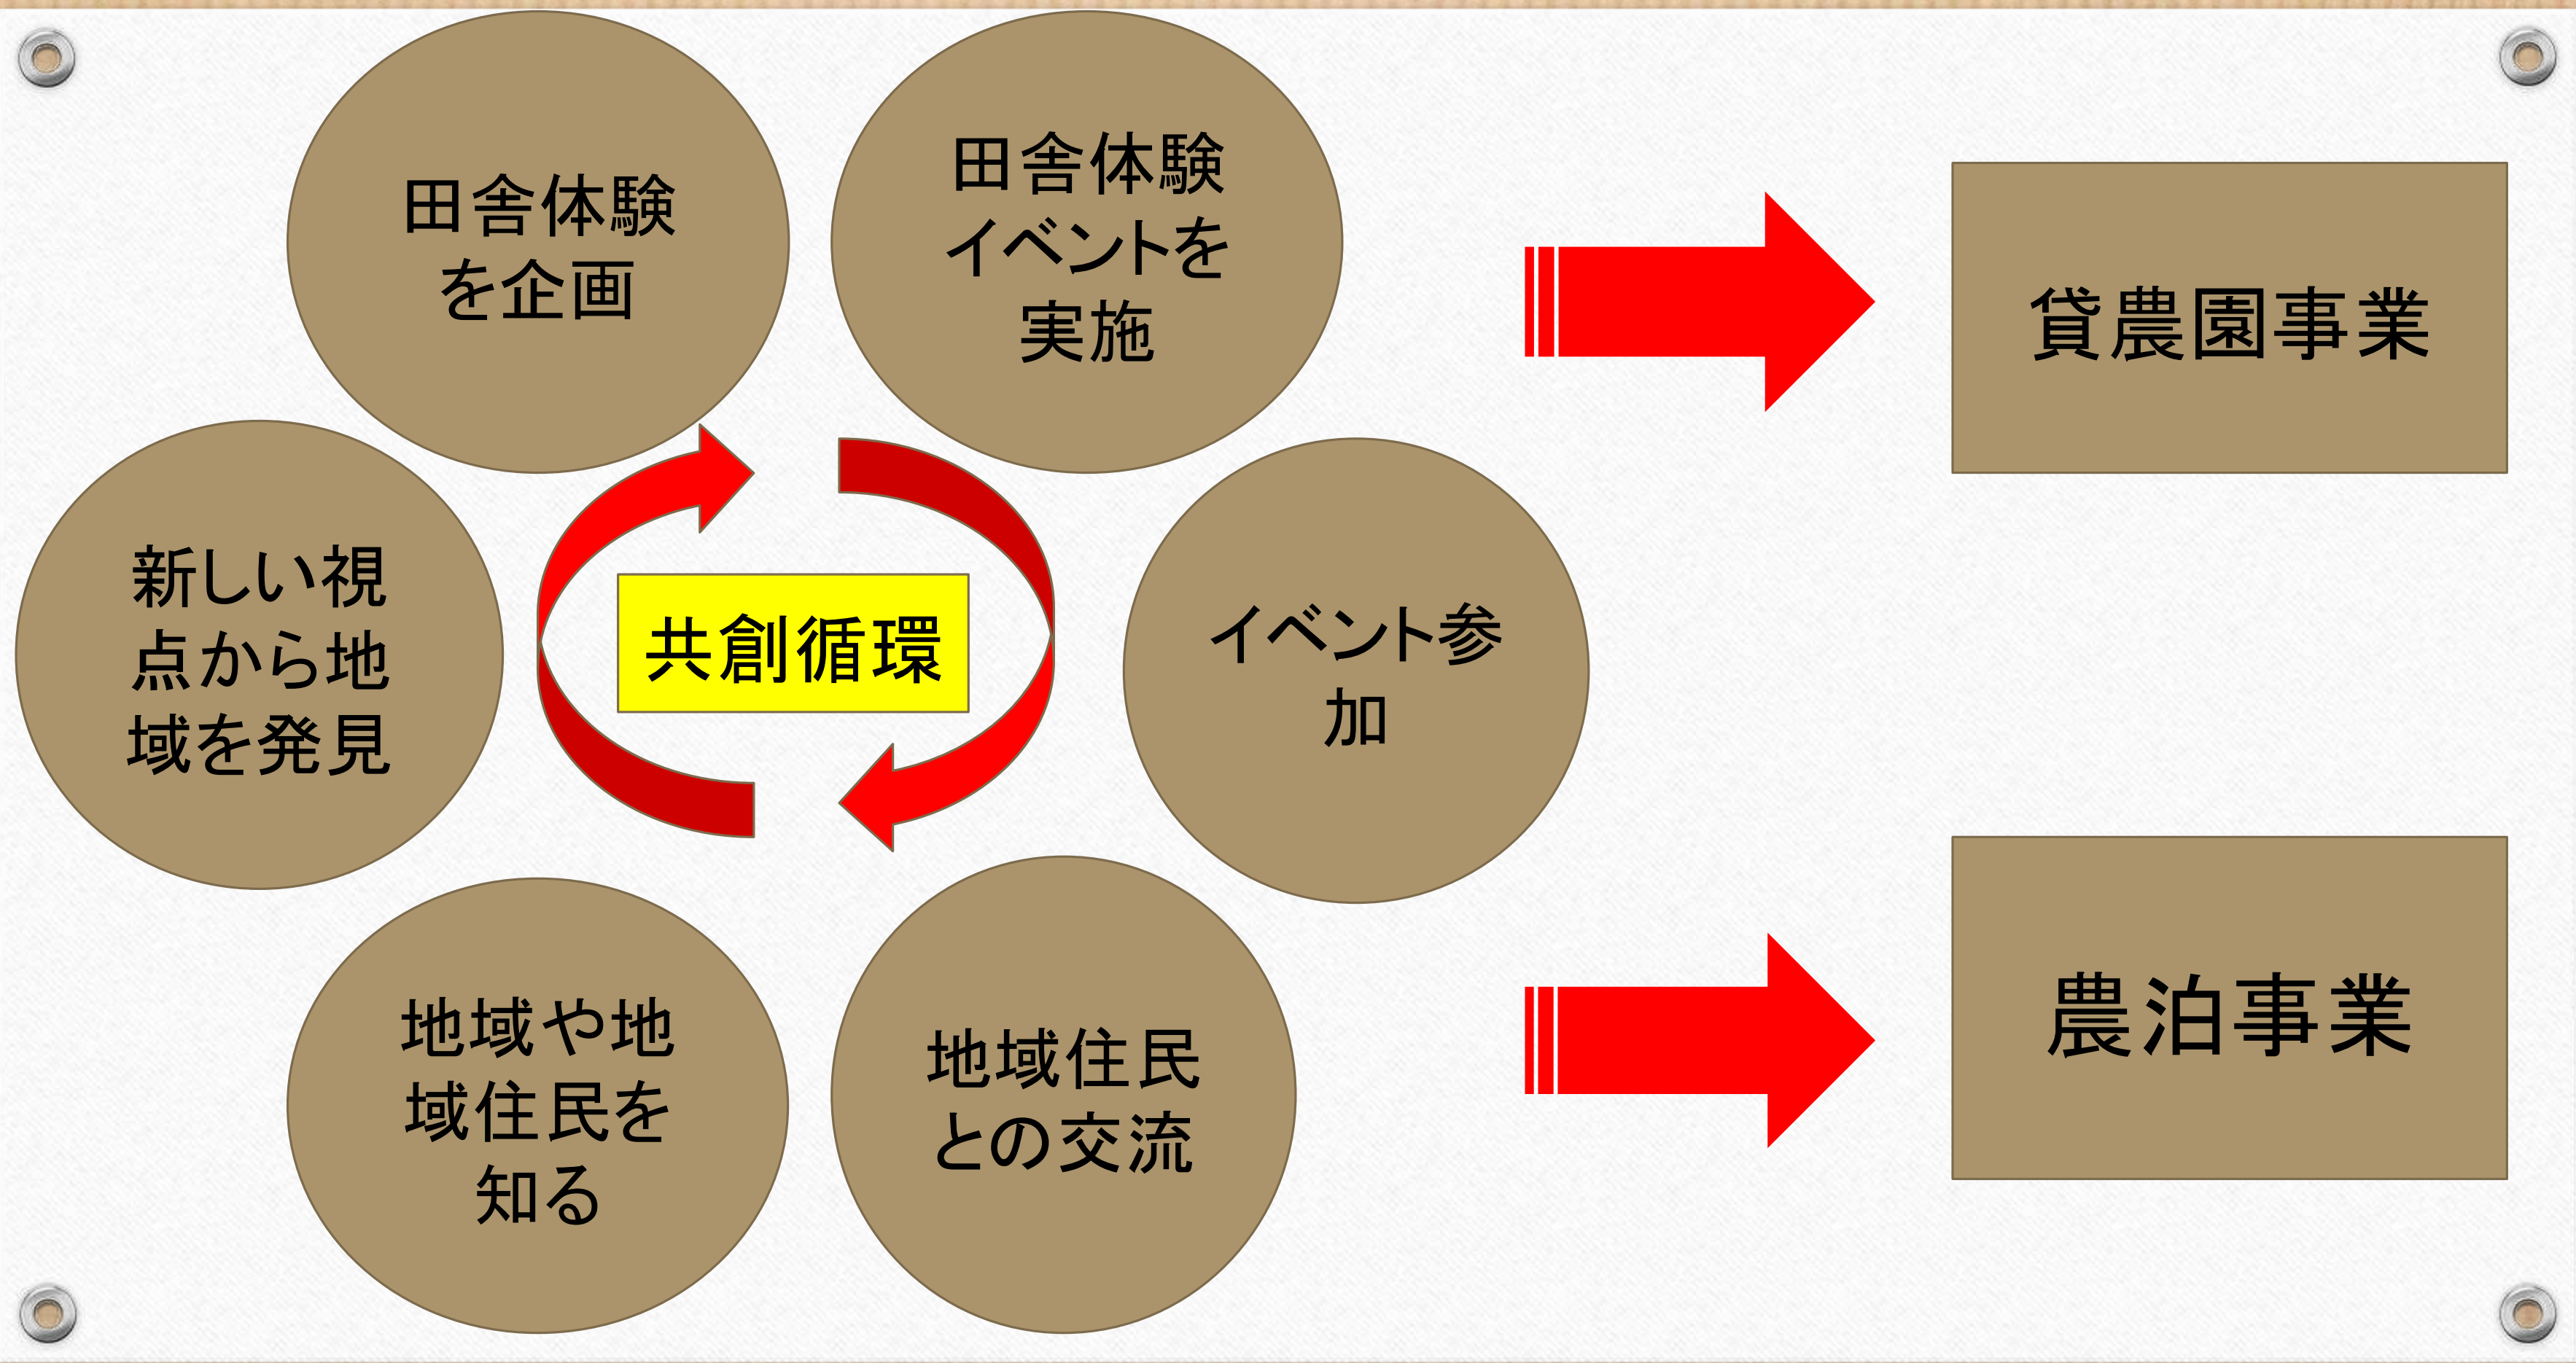 田舎体験
を企画
田舎体験
イベントを
実施
貸農園事業
新しい視
点から地
域を発見
共創循環
イベント参
加
地域や地
域住民を
知る
地域住民
との交流
農泊事業